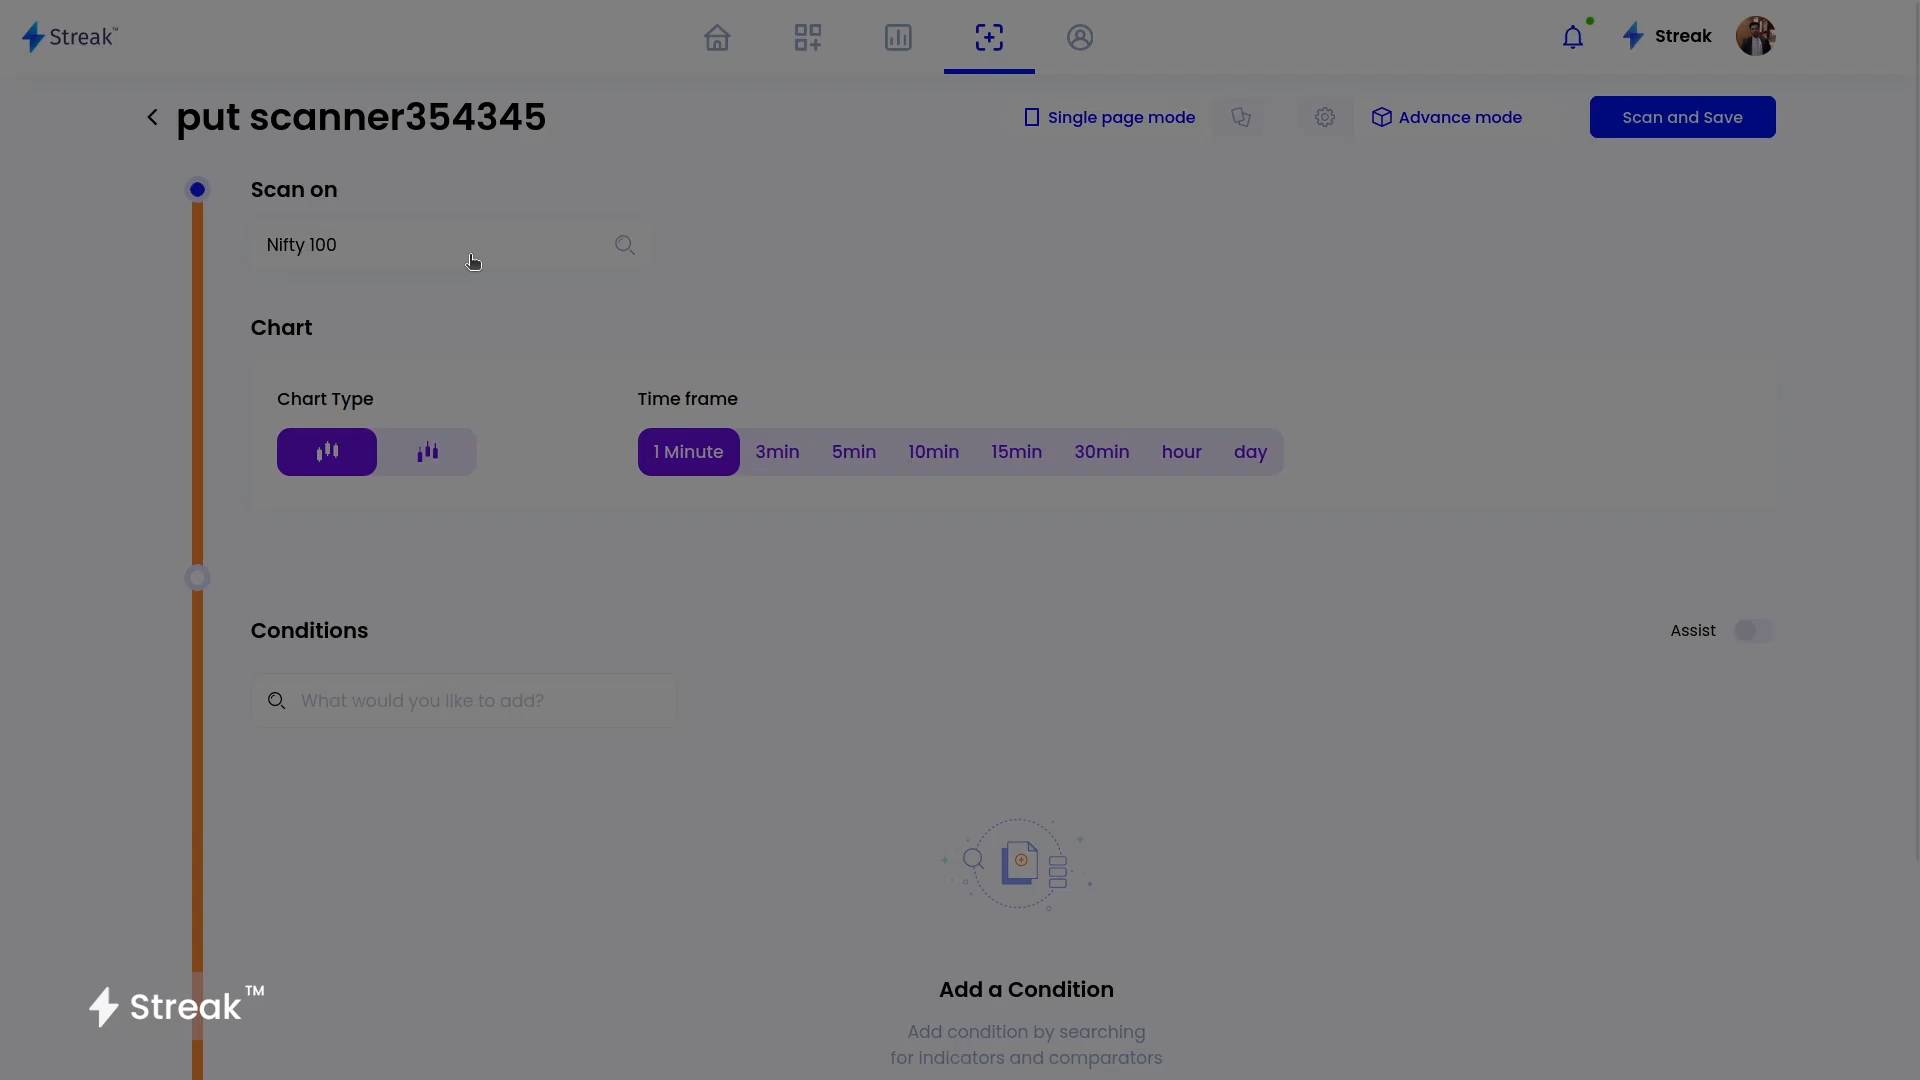 Streak™
Streak
put scanner354345
Single page mode
Advance mode
Scan and Save
Scan on
Nifty 100
Chart
Chart Type
Time frame
1 Minute 3min 5min 10min 15min 30min hour day
Conditions
Assist
What would you like to add?
Streak™
Add a Condition
Add condition by searching
for indicators and comparators